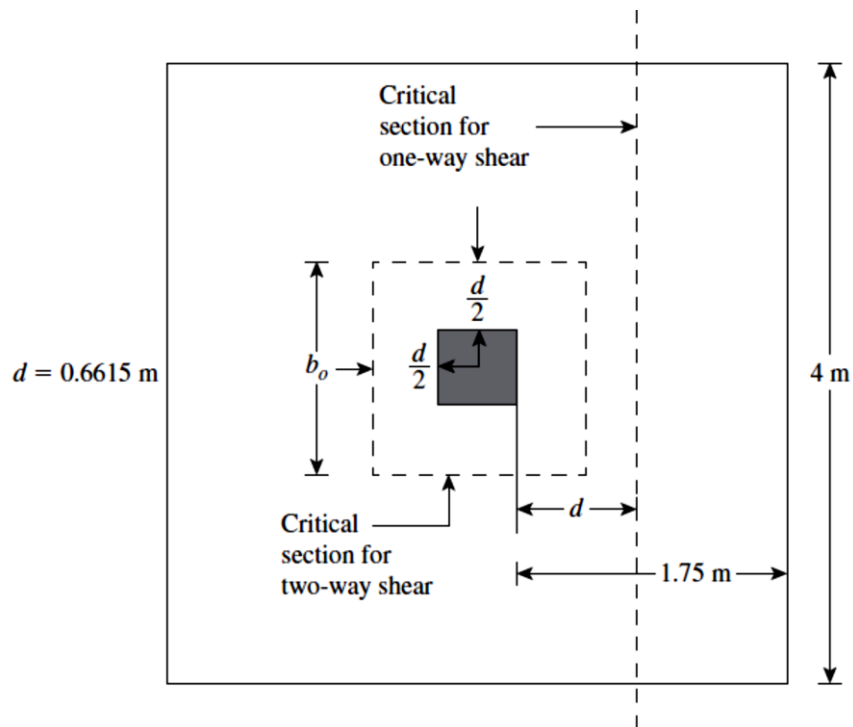 Critical
section for
one-way shear
d
2
d
2
b_o
d = 0.6615 m
4 m
d
Critical
section for
two-way shear
1.75 m